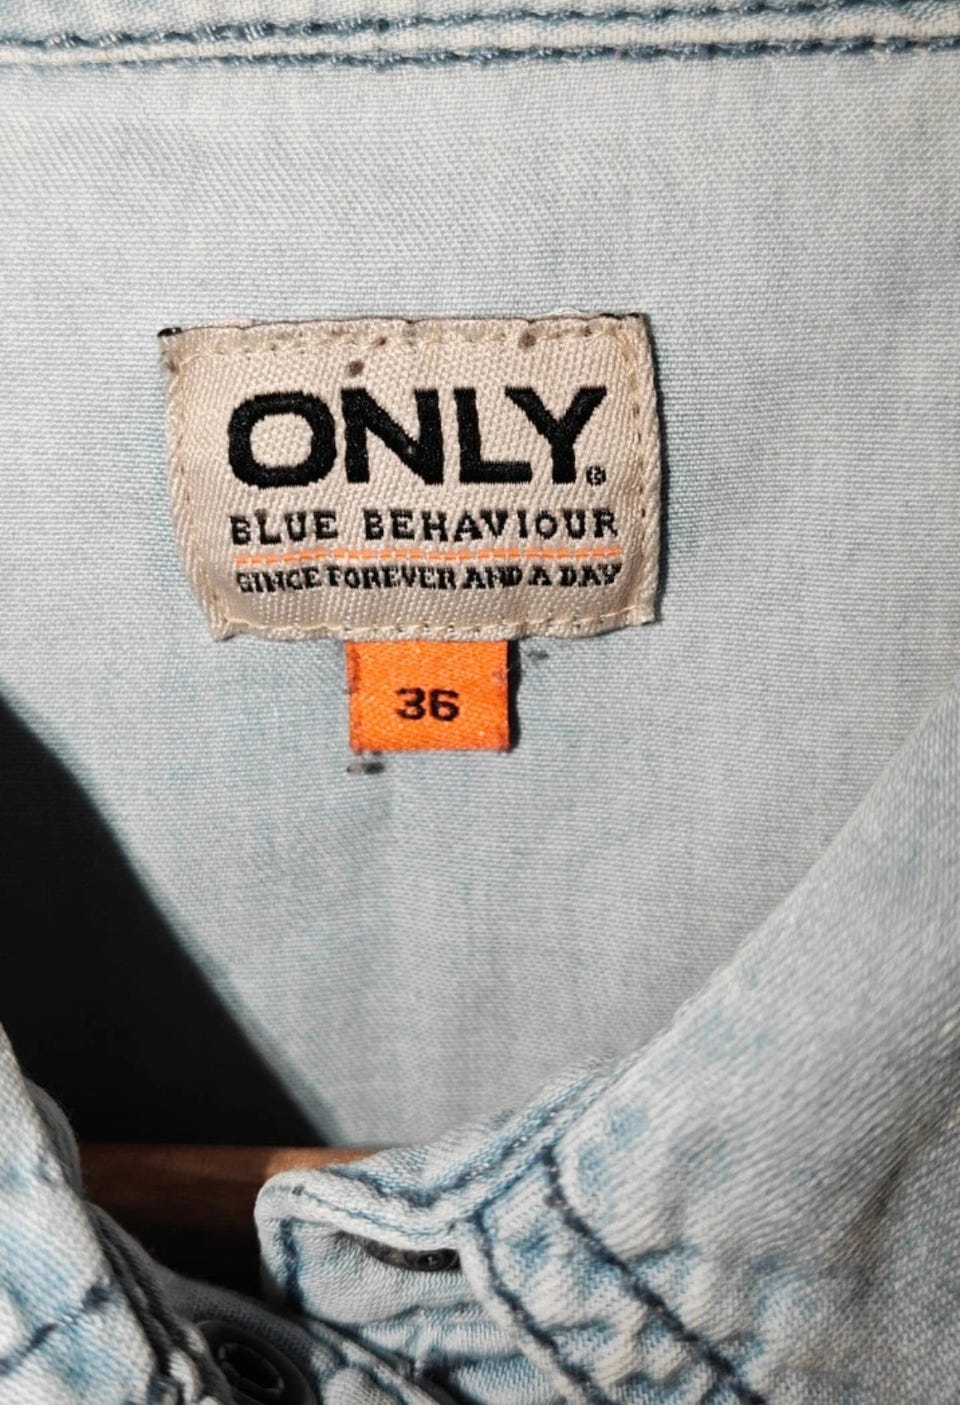 ONLY®
BLUE BEHAVIOUR
SINCE FOREVER AND A DAY
36